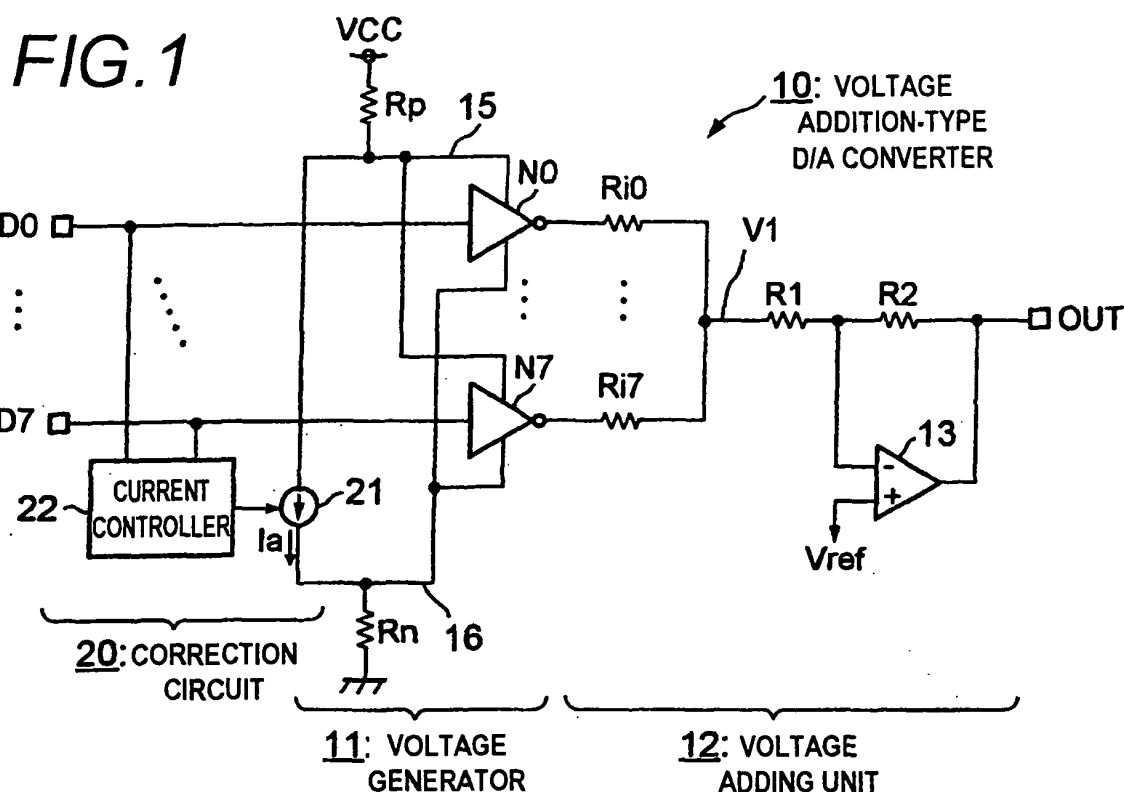 FIG.1
VCC
Rp
15
10: VOLTAGE
ADDITION-TYPE
D/A CONVERTER
N0
Ri0
D0
V1
R1
R2
OUT
N7
Ri7
D7
13
-
+
Vref
22
CURRENT
CONTROLLER
21
Ia
16
Rn
20: CORRECTION
CIRCUIT
11: VOLTAGE
GENERATOR
12: VOLTAGE
ADDING UNIT